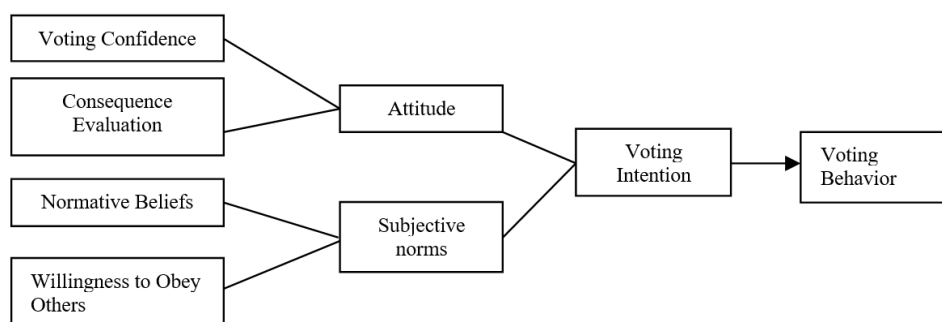 Voting Confidence
Consequence
Evaluation
Normative Beliefs
Willingness to Obey
Others
Attitude
Subjective
norms
Voting
Intention
Voting
Behavior